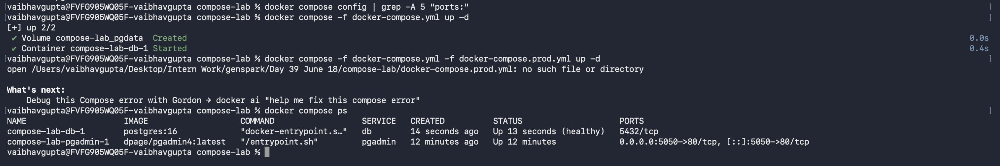 [vaibhavgupta@FVFG905WQ05F-vaibhavgupta compose-lab % docker compose config | grep -A 5 "ports:" ]
[vaibhavgupta@FVFG905WQ05F-vaibhavgupta compose-lab % docker compose -f docker-compose.yml up -d ]
[+] up 2/2
✔ Volume compose-lab_pgdata Created 0.0s
✔ Container compose-lab-db-1 Started 0.4s
[vaibhavgupta@FVFG905WQ05F-vaibhavgupta compose-lab % docker compose -f docker-compose.yml -f docker-compose.prod.yml up -d ]
open /Users/vaibhavgupta/Desktop/Intern Work/genspark/Day 39 June 18/compose-lab/docker-compose.prod.yml: no such file or directory
What's next:
Debug this Compose error with Gordon → docker ai "help me fix this compose error"
[vaibhavgupta@FVFG905WQ05F-vaibhavgupta compose-lab % docker compose ps ]
NAME IMAGE COMMAND SERVICE CREATED STATUS PORTS
compose-lab-db-1 postgres:16 "docker-entrypoint.s…" db 14 seconds ago Up 13 seconds (healthy) 5432/tcp
compose-lab-pgadmin-1 dpage/pgadmin4:latest "/entrypoint.sh" pgadmin 12 minutes ago Up 12 minutes 0.0.0.0:5050->80/tcp, [::]:5050->80/tcp
vaibhavgupta@FVFG905WQ05F-vaibhavgupta compose-lab %